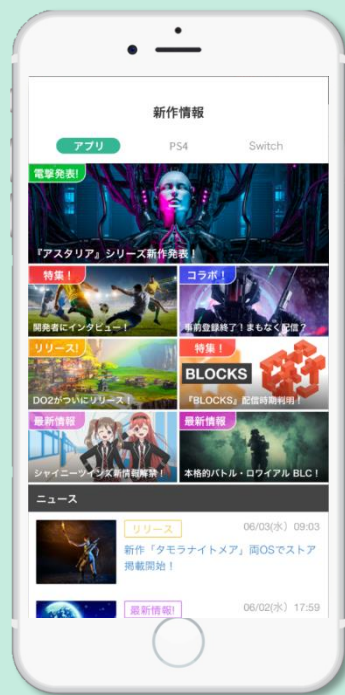 新作情報
アプリ PS4 Switch
電撃発表!
『アスタリア』シリーズ新作発表！
特集！
開発者にインタビュー！
コラボ！
事前登録終了！まもなく配信？
リリース!
DO2がついにリリース！
特集！
BLOCKS
『BLOCKS』配信時期判明！
最新情報
シャイニーツインズ新情報解禁！
最新情報
本格的バトル・ロワイアル BLC！
ニュース
リリース 06/03(水) 09:03
新作「タモラナイトメア」両OSでストア
掲載開始！
最新情報! 06/02(水) 17:59